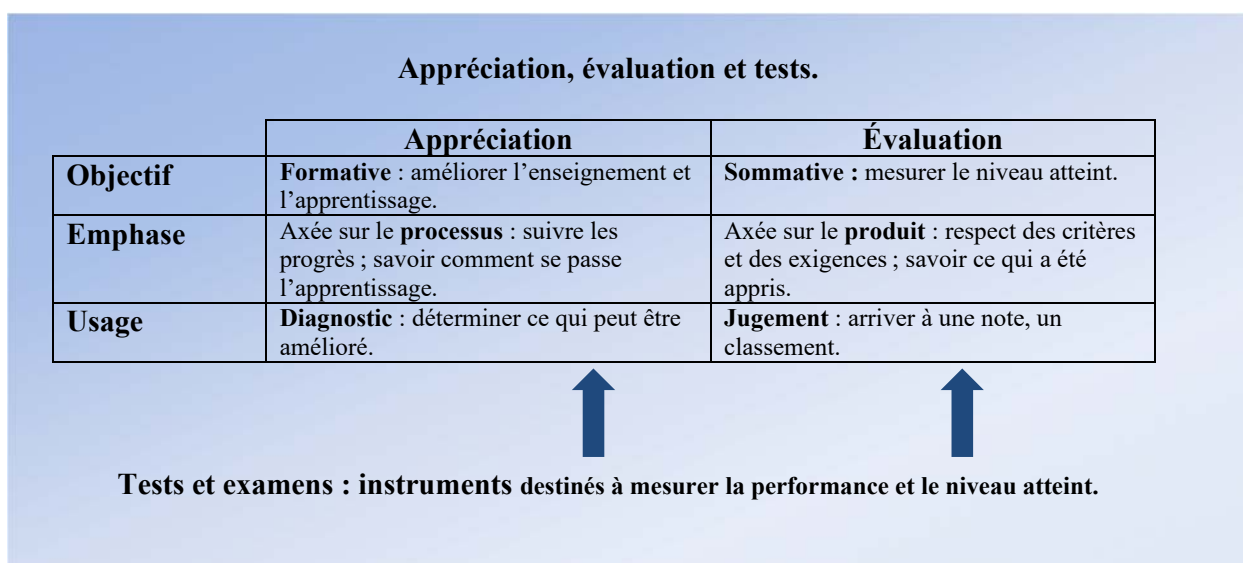 Appréciation, évaluation et tests.
Appréciation
Évaluation
Objectif
Formative : améliorer l’enseignement et
l’apprentissage.
Sommative : mesurer le niveau atteint.
Emphase
Axée sur le processus : suivre les
progrès ; savoir comment se passe
l’apprentissage.
Axée sur le produit : respect des critères
et des exigences ; savoir ce qui a été
appris.
Usage
Diagnostic : déterminer ce qui peut être
amélioré.
Jugement : arriver à une note, un
classement.
Tests et examens : instruments destinés à mesurer la performance et le niveau atteint.